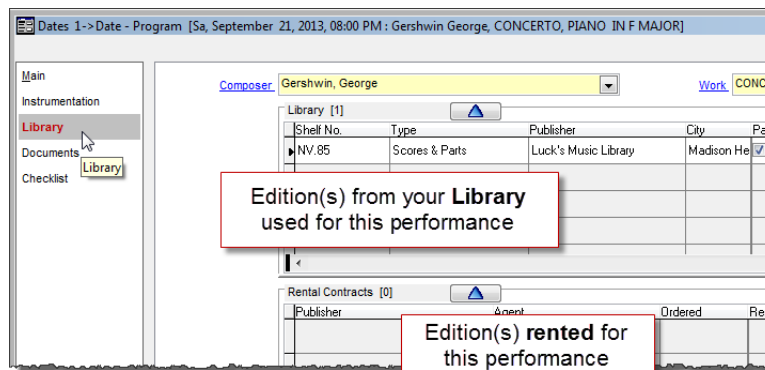 Dates 1->Date - Program [Sa, September 21, 2013, 08:00 PM : Gershwin George, CONCERTO, PIANO IN F MAJOR]
Main
Instrumentation
Library
Documents
Library
Checklist
Composer Gershwin, George Work CONC
Library [1]
Shelf No. Type Publisher City Pa
NV.85 Scores & Parts Luck's Music Library Madison He
Edition(s) from your Library
used for this performance
Rental Contracts [0]
Publisher Agent Ordered Re
Edition(s) rented for
this performance